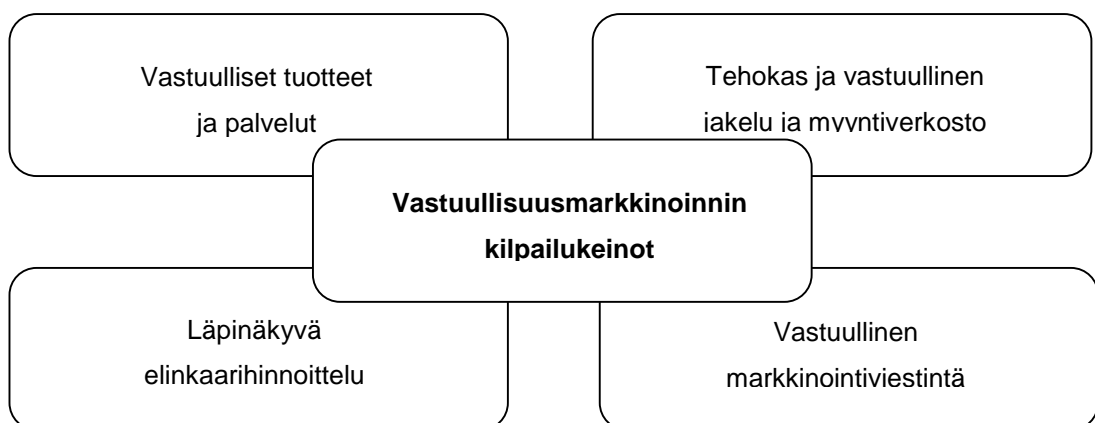 Vastuulliset tuotteet
ja palvelut
Tehokas ja vastuullinen
jakelu ja myyntiverkosto
Vastuullisuusmarkkinoinnin
kilpailukeinot
Läpinäkyvä
elinkaarihinnoittelu
Vastuullinen
markkinointiviestintä